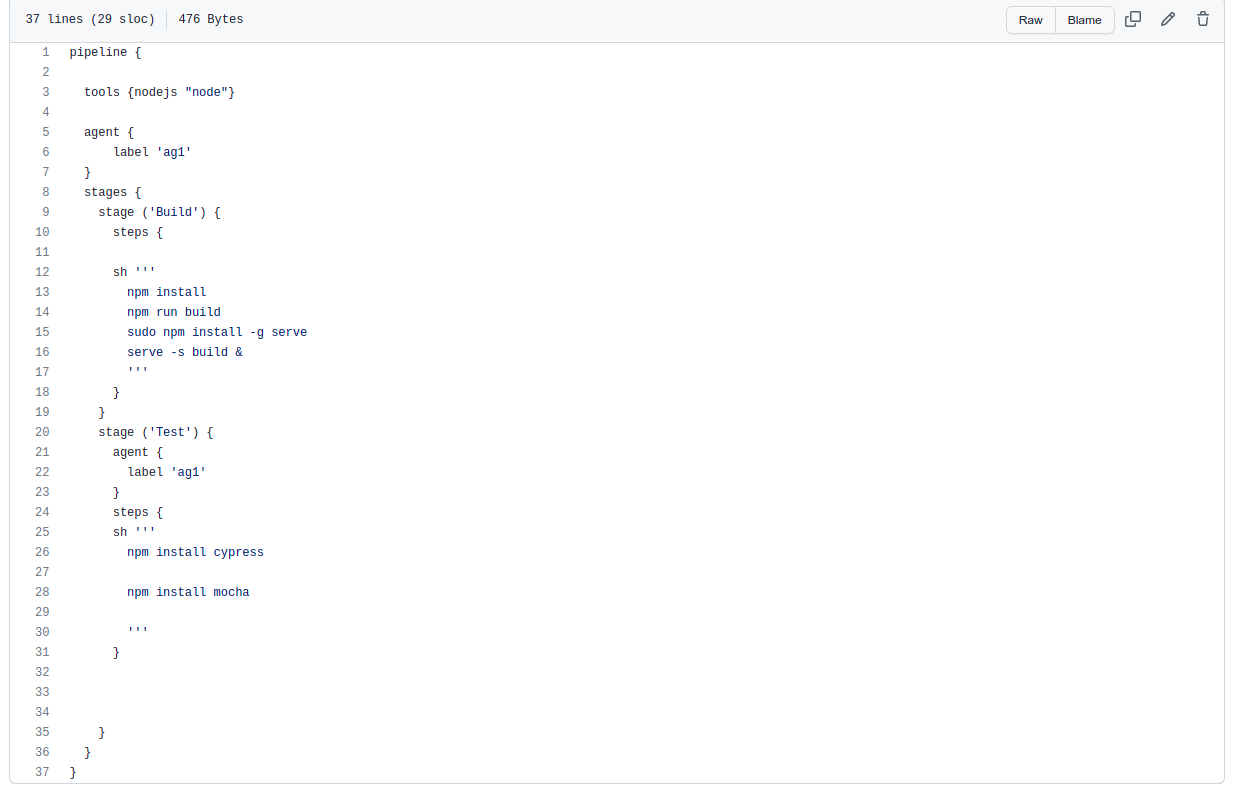 37 lines (29 sloc) 476 Bytes Raw Blame
1 pipeline {
2
3 tools {nodejs "node"}
4
5 agent {
6 label 'ag1'
7 }
8 stages {
9 stage ('Build') {
10 steps {
11
12 sh '''
13 npm install
14 npm run build
15 sudo npm install -g serve
16 serve -s build &
17 '''
18 }
19 }
20 stage ('Test') {
21 agent {
22 label 'ag1'
23 }
24 steps {
25 sh '''
26 npm install cypress
27
28 npm install mocha
29
30 '''
31 }
32
33
34
35 }
36 }
37 }